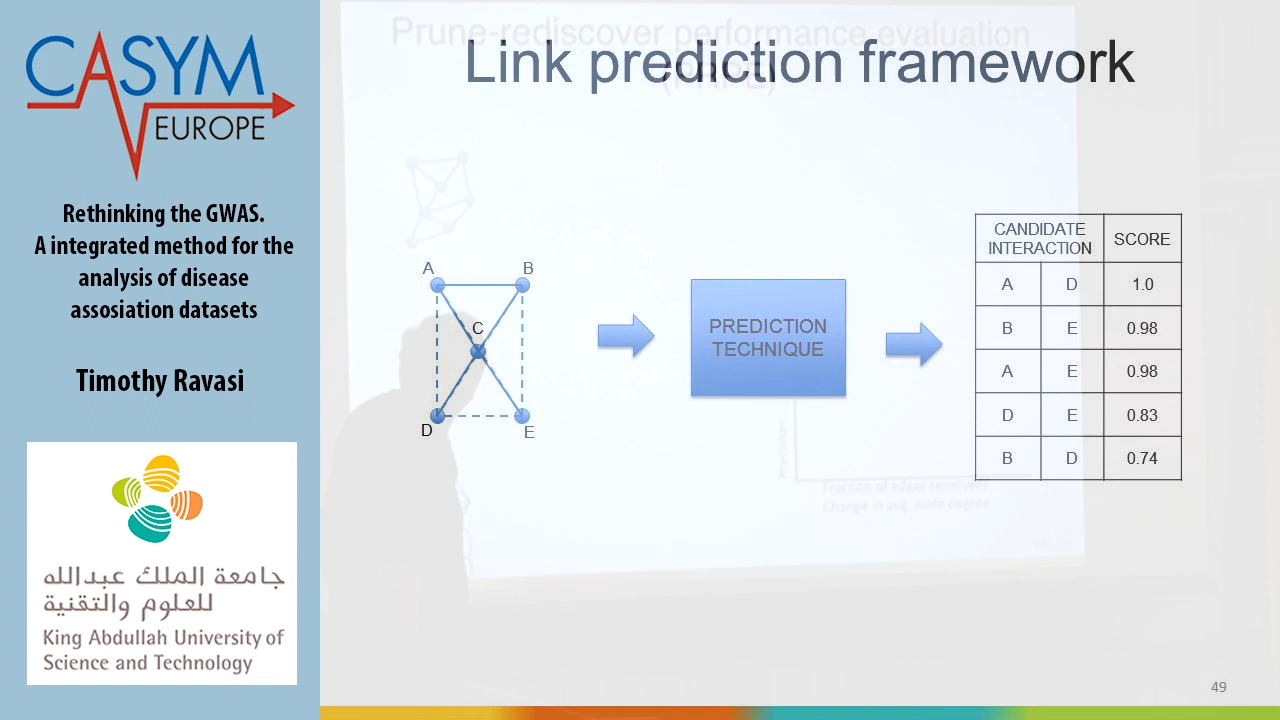 CASYM
EUROPE
Rethinking the GWAS.
A integrated method for the
analysis of disease
assosiation datasets
Timothy Ravasi
جامعة الملك عبدالله
للعلوم والتقنية
King Abdullah University of
Science and Technology
Prune-rediscover performance evaluation
(PRPE)
Link prediction framework
A
B
C
D
E
PREDICTION
TECHNIQUE
CANDIDATE
INTERACTION
SCORE
A D 1.0
B E 0.98
A E 0.98
D E 0.83
B D 0.74
Precision
Fraction of edges removed/
Change in avg. node degree
49